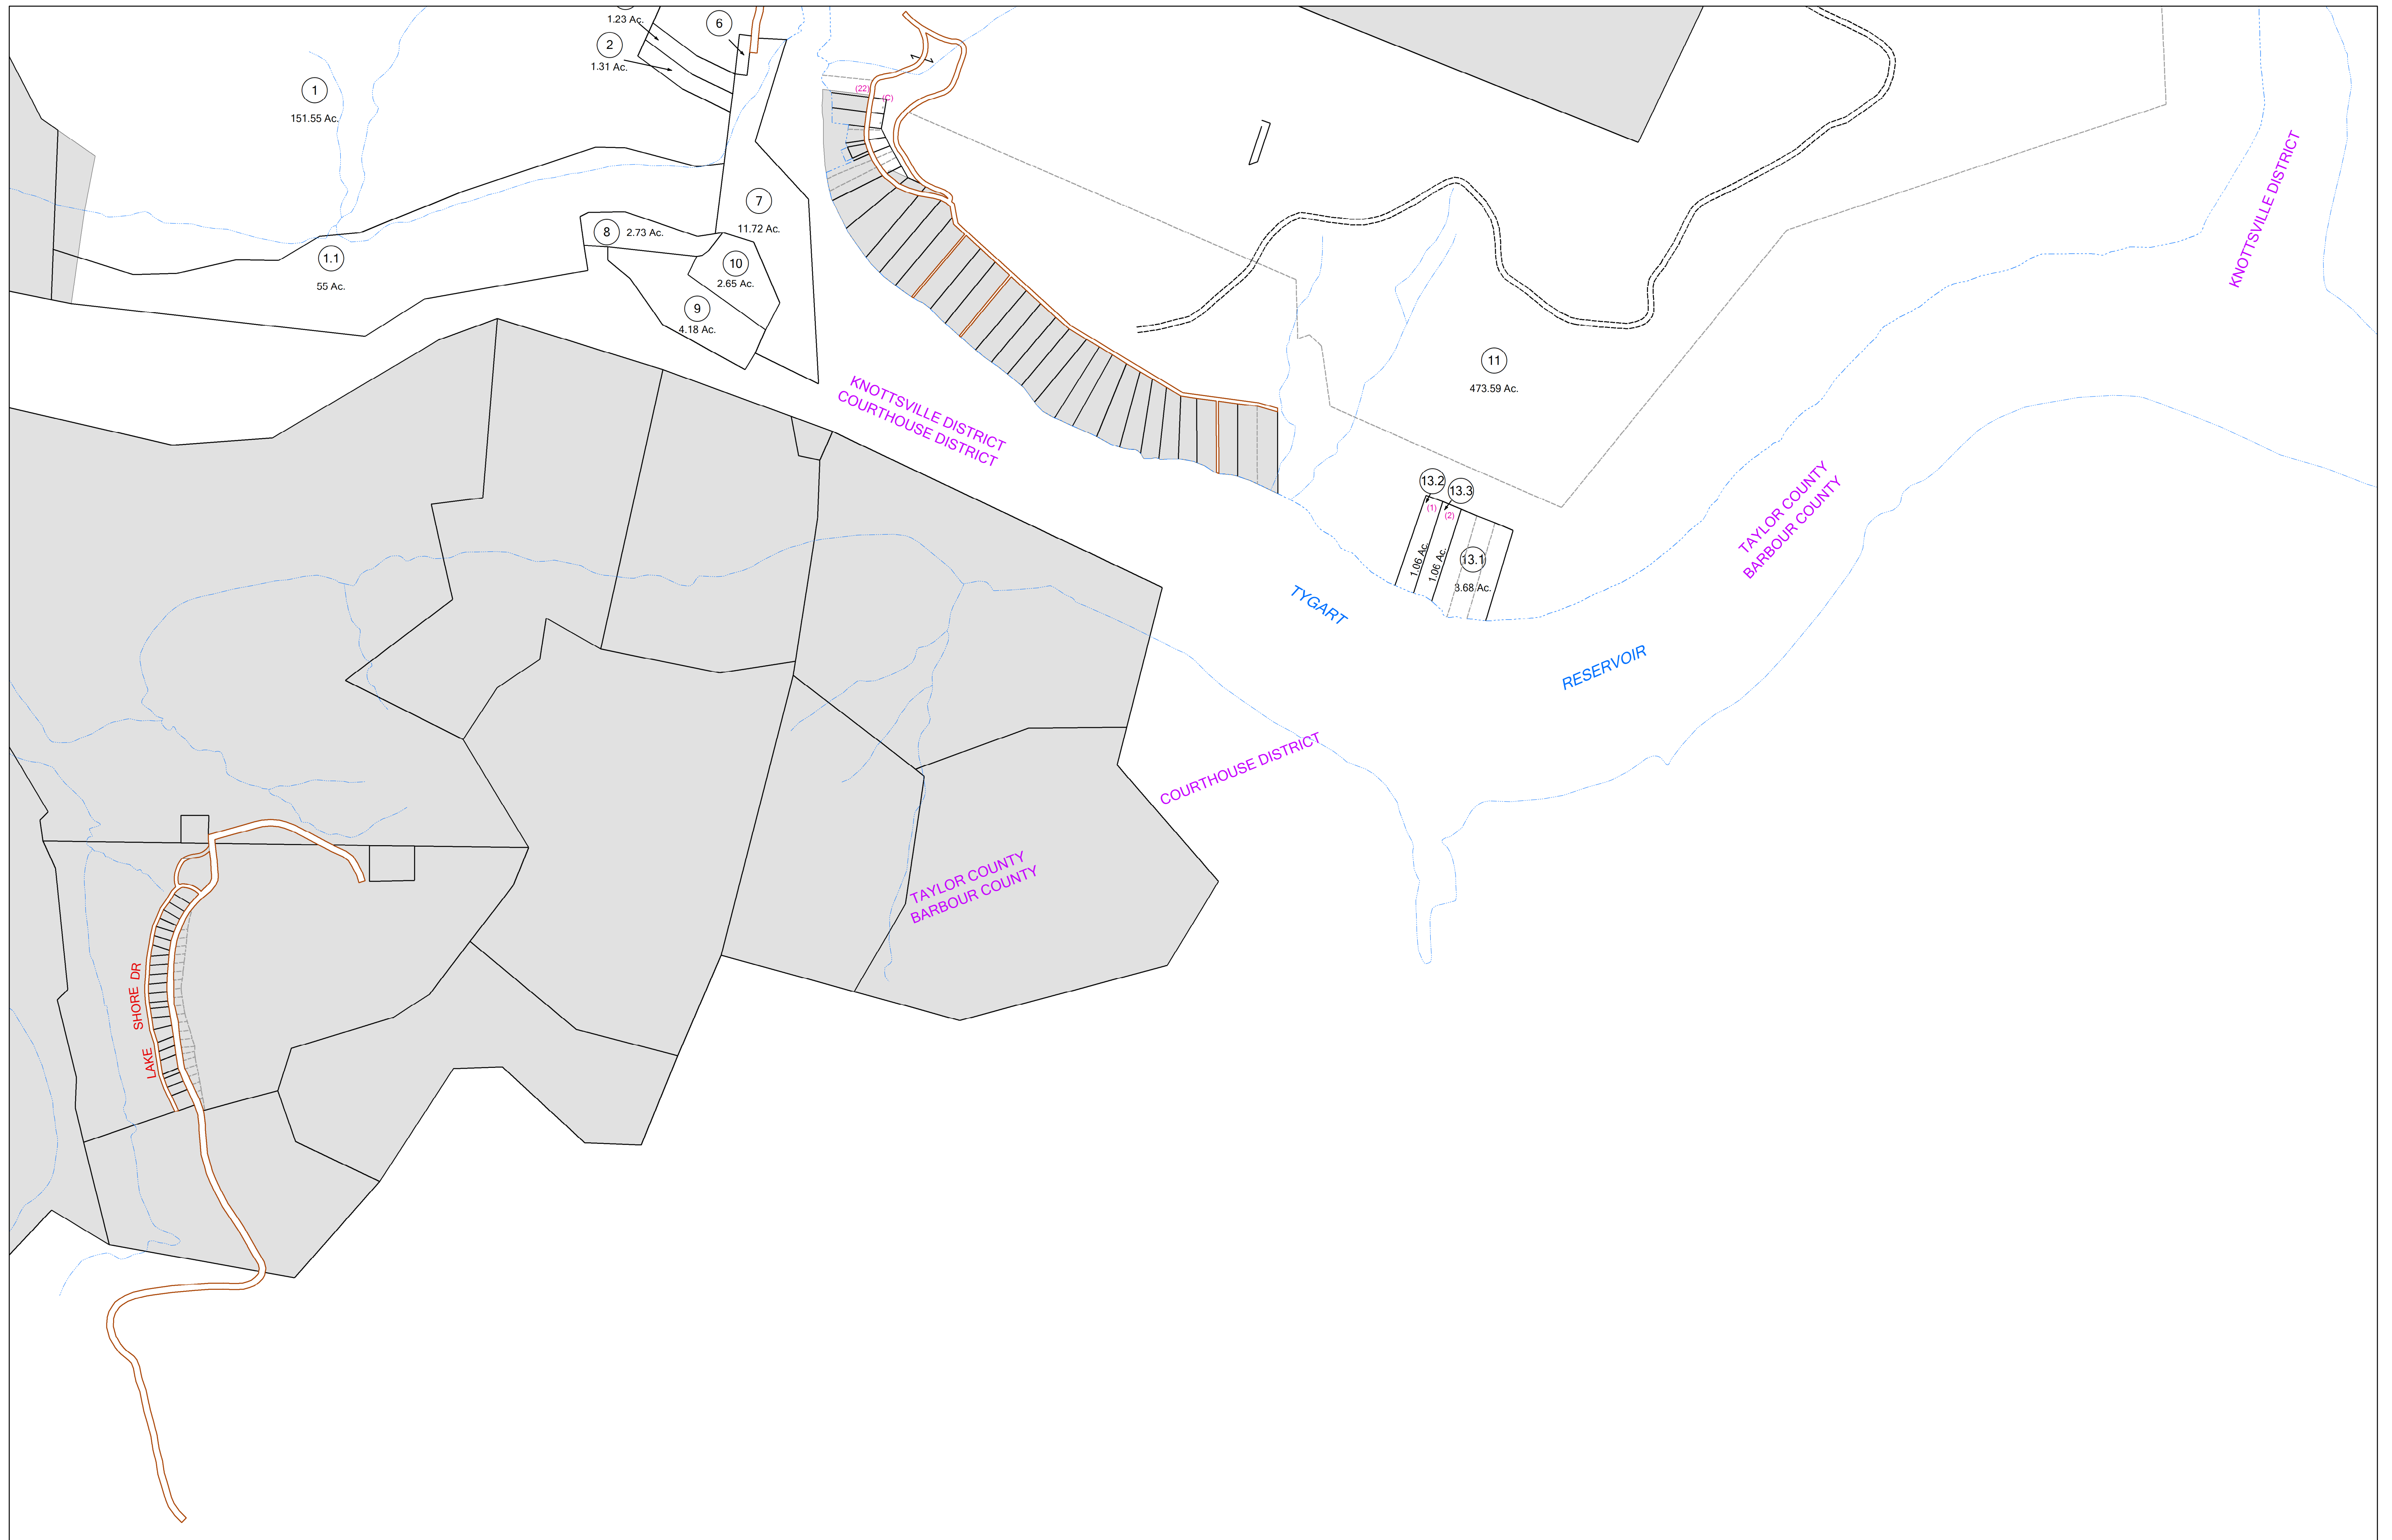 1.23 Ac.
6
2
1.31 Ac.
1
151.55 Ac.
(22)
(C)
7
11.72 Ac.
8
2.73 Ac.
1.1
55 Ac.
10
2.65 Ac.
9
4.18 Ac.
KNOTTSVILLE DISTRICT
11
473.59 Ac.
KNOTTSVILLE DISTRICT
COURTHOUSE DISTRICT
13.2
13.3
(1)
(2)
1.06 Ac.
1.06 Ac.
13.1
3.68 Ac.
TAYLOR COUNTY
BARBOUR COUNTY
TYGART
RESERVOIR
COURTHOUSE DISTRICT
TAYLOR COUNTY
BARBOUR COUNTY
LAKE SHORE DR